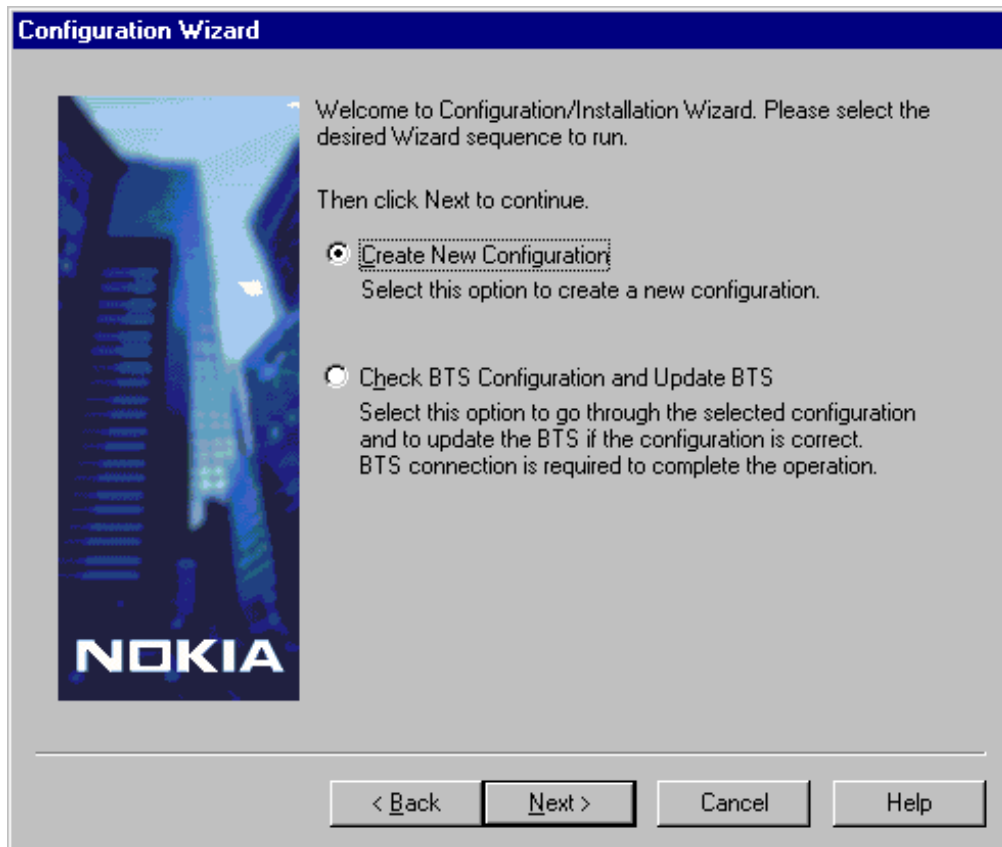 Configuration Wizard
Welcome to Configuration/Installation Wizard. Please select the
desired Wizard sequence to run.
Then click Next to continue.
Create New Configuration
Select this option to create a new configuration.
Check BTS Configuration and Update BTS
Select this option to go through the selected configuration
and to update the BTS if the configuration is correct.
BTS connection is required to complete the operation.
NOKIA
< Back
Next >
Cancel
Help